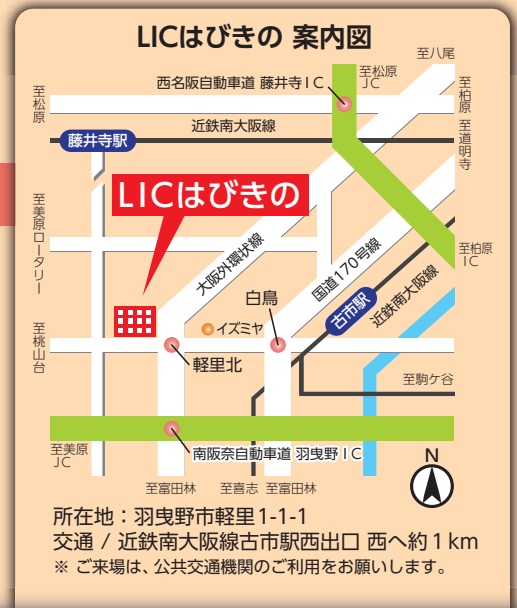 LICはびきの 案内図
至八尾
至松原
JC
西名阪自動車道 藤井寺IC
至松原
至柏原
近鉄南大阪線
至道明寺
藤井寺駅
LICはびきの
至美原ロータリー
大阪外環状線
国道170号線
至柏原
IC
白鳥
古市駅
近鉄南大阪線
イズミヤ
至桃山台
軽里北
至駒ケ谷
至美原
JC
南阪奈自動車道 羽曳野IC
N
至富田林
至喜志
至富田林
所在地：羽曳野市軽里1-1-1
交通 / 近鉄南大阪線古市駅西出口 西へ約1km
※ ご来場は、公共交通機関のご利用をお願いします。